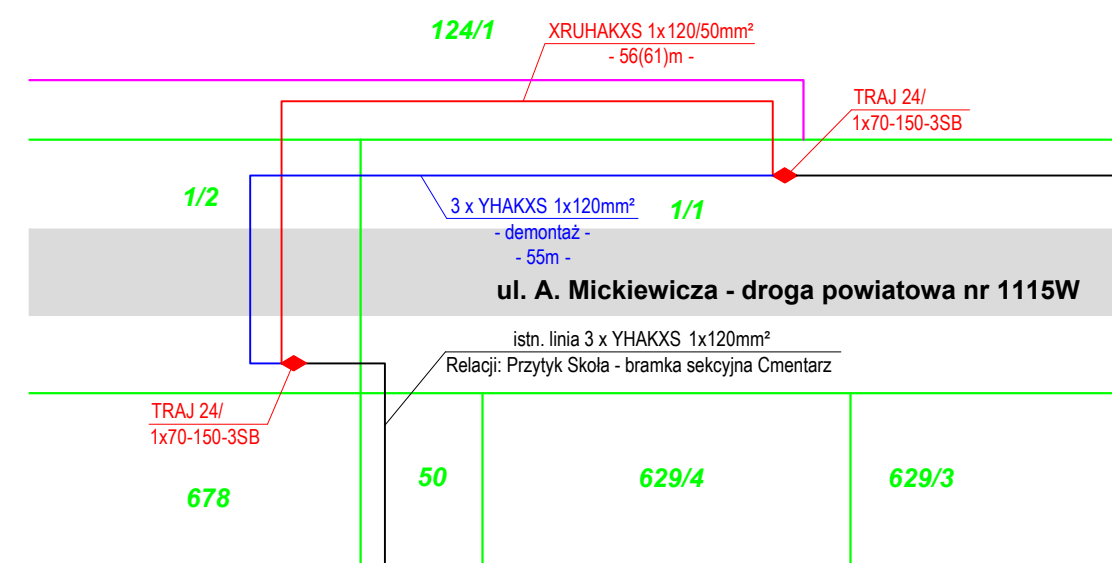 124/1
XRUHAKXS 1x120/50mm²
- 56(61)m -
TRAJ 24/
1x70-150-3SB
1/2
3 x YHAKXS 1x120mm²
1/1
- demontaż -
- 55m -
ul. A. Mickiewicza - droga powiatowa nr 1115W
istn. linia 3 x YHAKXS 1x120mm²
Relacji: Przytyk Skoła - bramka sekcyjna Cmentarz
TRAJ 24/
1x70-150-3SB
678
50
629/4
629/3